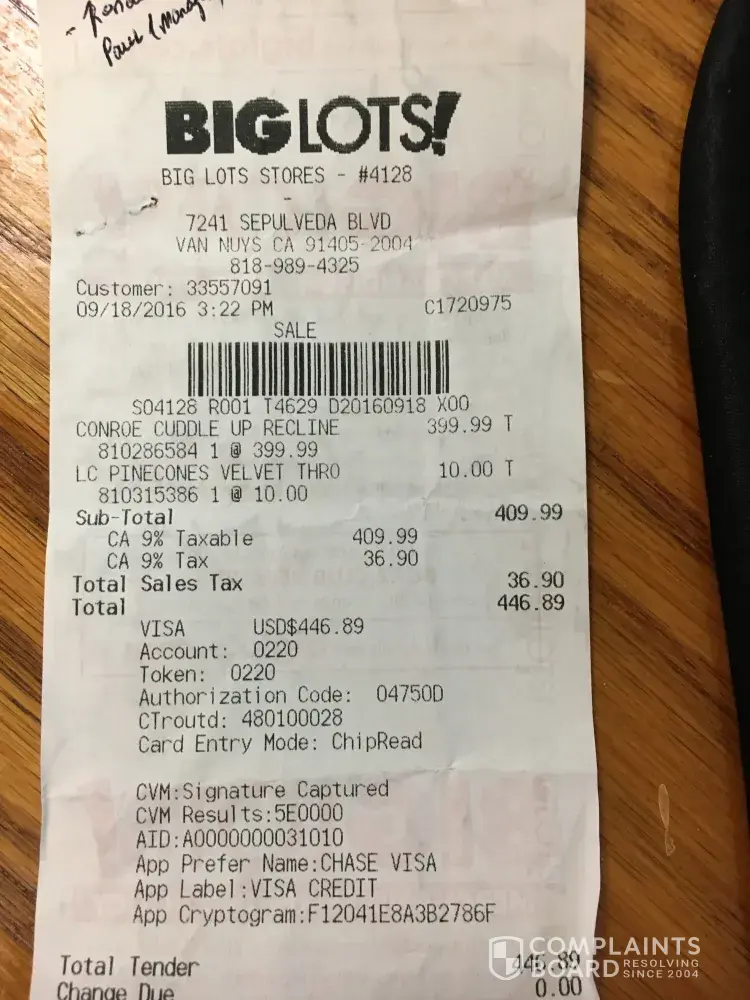 BIG LOTS!
BIG LOTS STORES - #4128
-
7241 SEPULVEDA BLVD
VAN NUYS CA 91405-2004
818-989-4325
Customer: 33557091
09/18/2016 3:22 PM C1720975
SALE
S04128 R001 T4629 D20160918 X00
CONROE CUDDLE UP RECLINE 399.99 T
810286584 1 @ 399.99
LC PINECONES VELVET THRO 10.00 T
810315386 1 @ 10.00
Sub-Total 409.99
CA 9% Taxable 409.99
CA 9% Tax 36.90
Total Sales Tax 36.90
Total 446.89
VISA USD$446.89
Account: 0220
Token: 0220
Authorization Code: 04750D
CTroutd: 480100028
Card Entry Mode: ChipRead
CVM:Signature Captured
CVM Results:5E0000
AID:A0000000031010
App Prefer Name:CHASE VISA
App Label:VISA CREDIT
App Cryptogram:F12041E8A3B2786F
Total Tender 446.89
Change Due 0.00
COMPLAINTS
BOARD RESOLVING
SINCE 2004